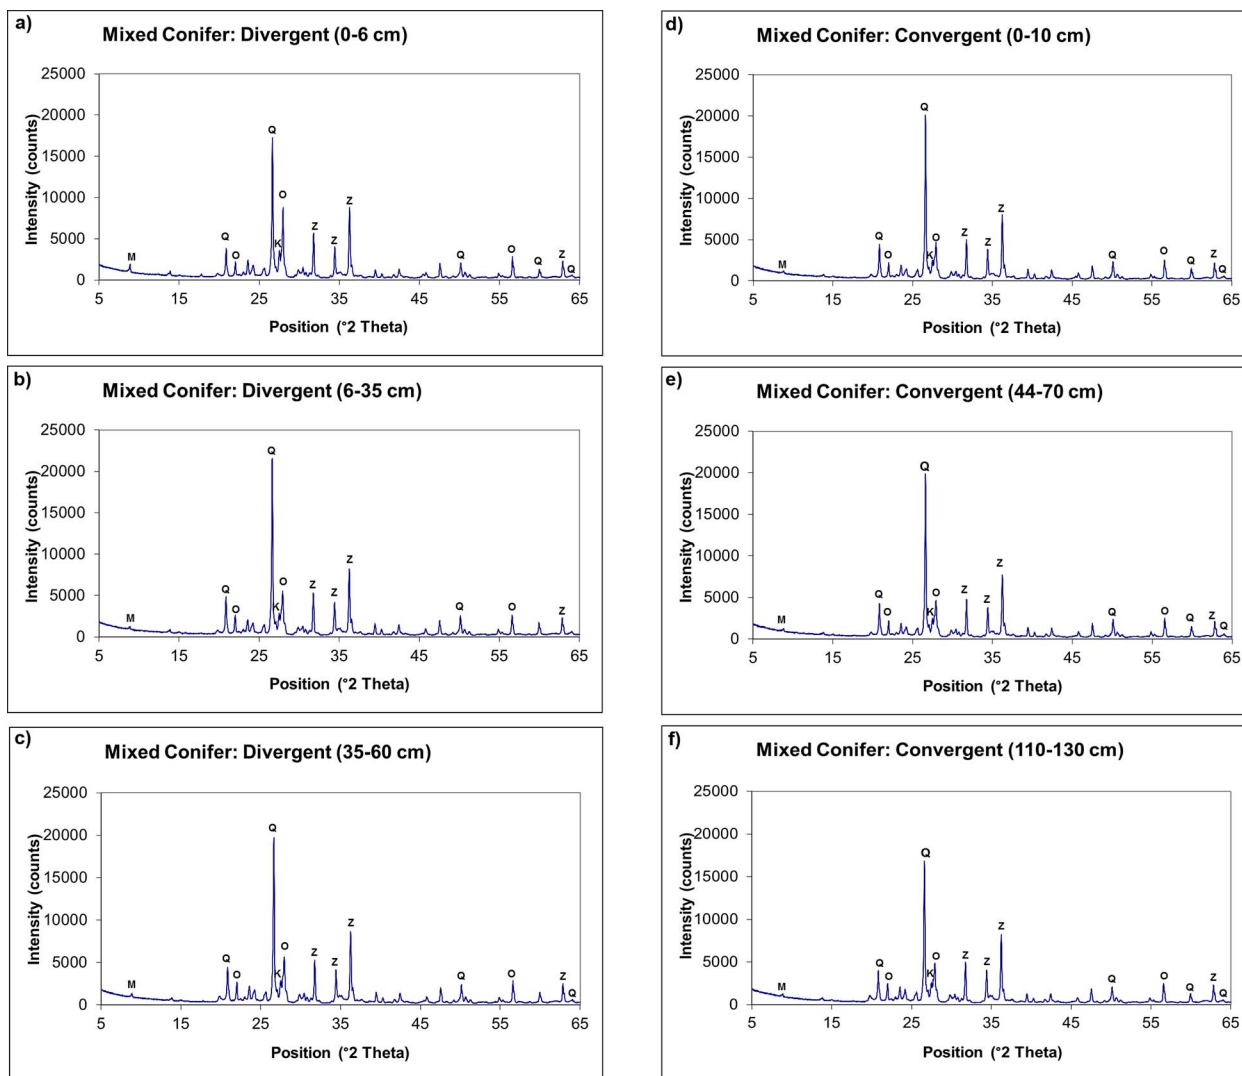 a)
Mixed Conifer: Divergent (0-6 cm)
Intensity (counts)
25000
20000
15000
10000
5000
0
M Q O Q K O Z Z Z Q O Q Z Q
5 15 25 35 45 55 65
Position (°2 Theta)
b)
Mixed Conifer: Divergent (6-35 cm)
Intensity (counts)
25000
20000
15000
10000
5000
0
M Q O Q K O Z Z Z Q O Z
5 15 25 35 45 55 65
Position (°2 Theta)
c)
Mixed Conifer: Divergent (35-60 cm)
Intensity (counts)
25000
20000
15000
10000
5000
0
M Q O Q K O Z Z Z Q O Z Q
5 15 25 35 45 55 65
Position (°2 Theta)
d)
Mixed Conifer: Convergent (0-10 cm)
Intensity (counts)
25000
20000
15000
10000
5000
0
M Q O Q K O Z Z Z Q O Q Z Q
5 15 25 35 45 55 65
Position (°2 Theta)
e)
Mixed Conifer: Convergent (44-70 cm)
Intensity (counts)
25000
20000
15000
10000
5000
0
M Q O Q K O Z Z Z Q O Q Z Q
5 15 25 35 45 55 65
Position (°2 Theta)
f)
Mixed Conifer: Convergent (110-130 cm)
Intensity (counts)
25000
20000
15000
10000
5000
0
M Q O Q K O Z Z Z Q O Q Z Q
5 15 25 35 45 55 65
Position (°2 Theta)